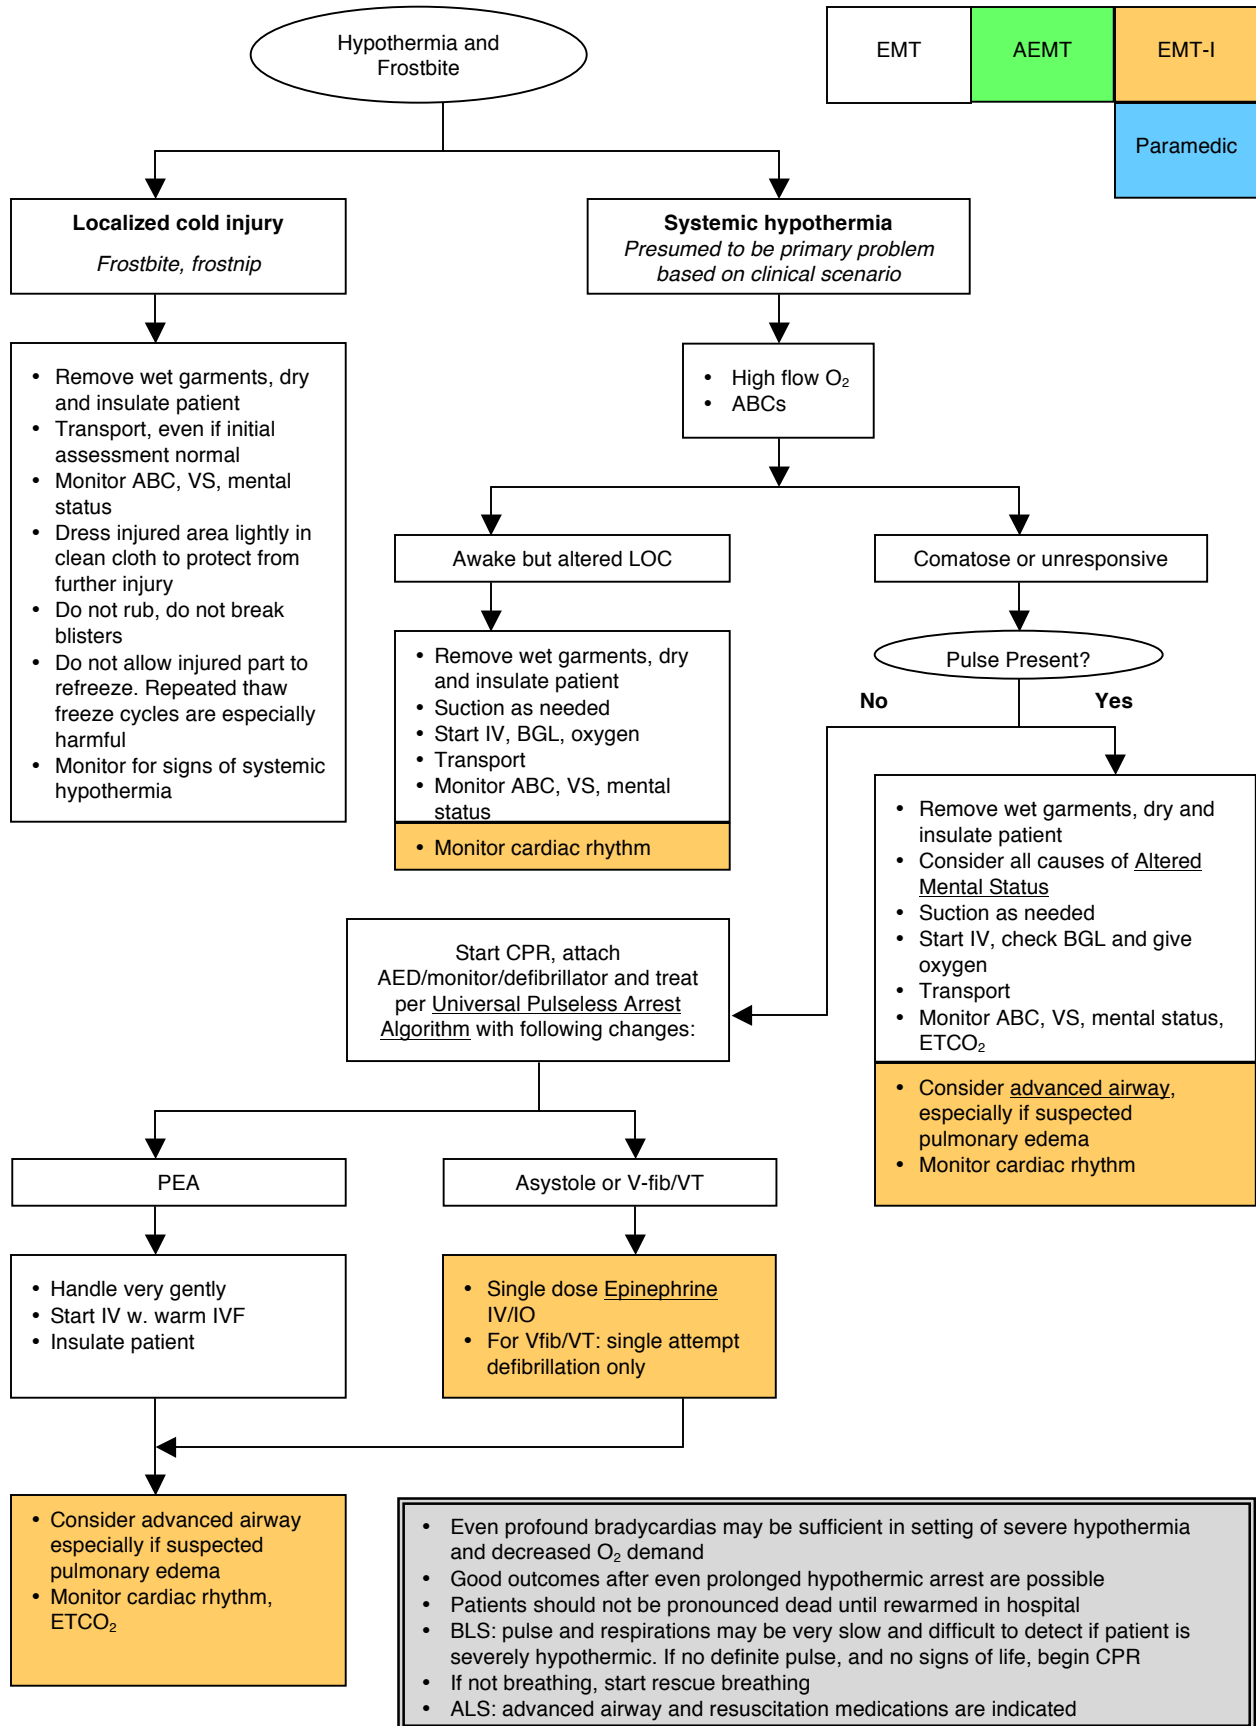 Hypothermia and
Frostbite
EMT
AEMT
EMT-I
Paramedic
Localized cold injury
Frostbite, frostnip
Systemic hypothermia
Presumed to be primary problem
based on clinical scenario
• Remove wet garments, dry
and insulate patient
• Transport, even if initial
assessment normal
• Monitor ABC, VS, mental
status
• Dress injured area lightly in
clean cloth to protect from
further injury
• Do not rub, do not break
blisters
• Do not allow injured part to
refreeze. Repeated thaw
freeze cycles are especially
harmful
• Monitor for signs of systemic
hypothermia
• High flow O₂
• ABCs
Awake but altered LOC
Comatose or unresponsive
• Remove wet garments, dry
and insulate patient
• Suction as needed
• Start IV, BGL, oxygen
• Transport
• Monitor ABC, VS, mental
status
• Monitor cardiac rhythm
Pulse Present?
No
Yes
• Remove wet garments, dry and
insulate patient
• Consider all causes of Altered
Mental Status
• Suction as needed
• Start IV, check BGL and give
oxygen
• Transport
• Monitor ABC, VS, mental status,
ETCO₂
• Consider advanced airway,
especially if suspected
pulmonary edema
• Monitor cardiac rhythm
Start CPR, attach
AED/monitor/defibrillator and treat
per Universal Pulseless Arrest
Algorithm with following changes:
PEA
Asystole or V-fib/VT
• Handle very gently
• Start IV w. warm IVF
• Insulate patient
• Single dose Epinephrine
IV/IO
• For Vfib/VT: single attempt
defibrillation only
• Consider advanced airway
especially if suspected
pulmonary edema
• Monitor cardiac rhythm,
ETCO₂
• Even profound bradycardias may be sufficient in setting of severe hypothermia
and decreased O₂ demand
• Good outcomes after even prolonged hypothermic arrest are possible
• Patients should not be pronounced dead until rewarmed in hospital
• BLS: pulse and respirations may be very slow and difficult to detect if patient is
severely hypothermic. If no definite pulse, and no signs of life, begin CPR
• If not breathing, start rescue breathing
• ALS: advanced airway and resuscitation medications are indicated